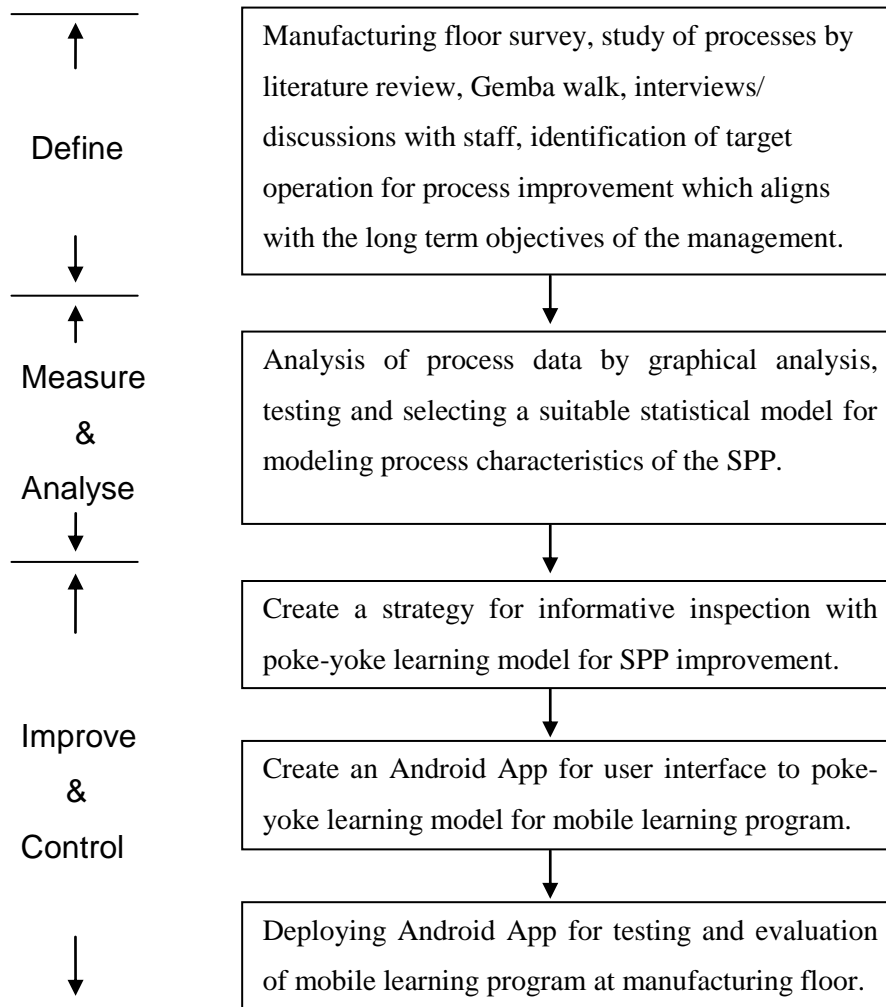 Define
Manufacturing floor survey, study of processes by
literature review, Gemba walk, interviews/
discussions with staff, identification of target
operation for process improvement which aligns
with the long term objectives of the management.
Measure
&
Analyse
Analysis of process data by graphical analysis,
testing and selecting a suitable statistical model for
modeling process characteristics of the SPP.
Improve
&
Control
Create a strategy for informative inspection with
poke-yoke learning model for SPP improvement.
Create an Android App for user interface to poke-
yoke learning model for mobile learning program.
Deploying Android App for testing and evaluation
of mobile learning program at manufacturing floor.